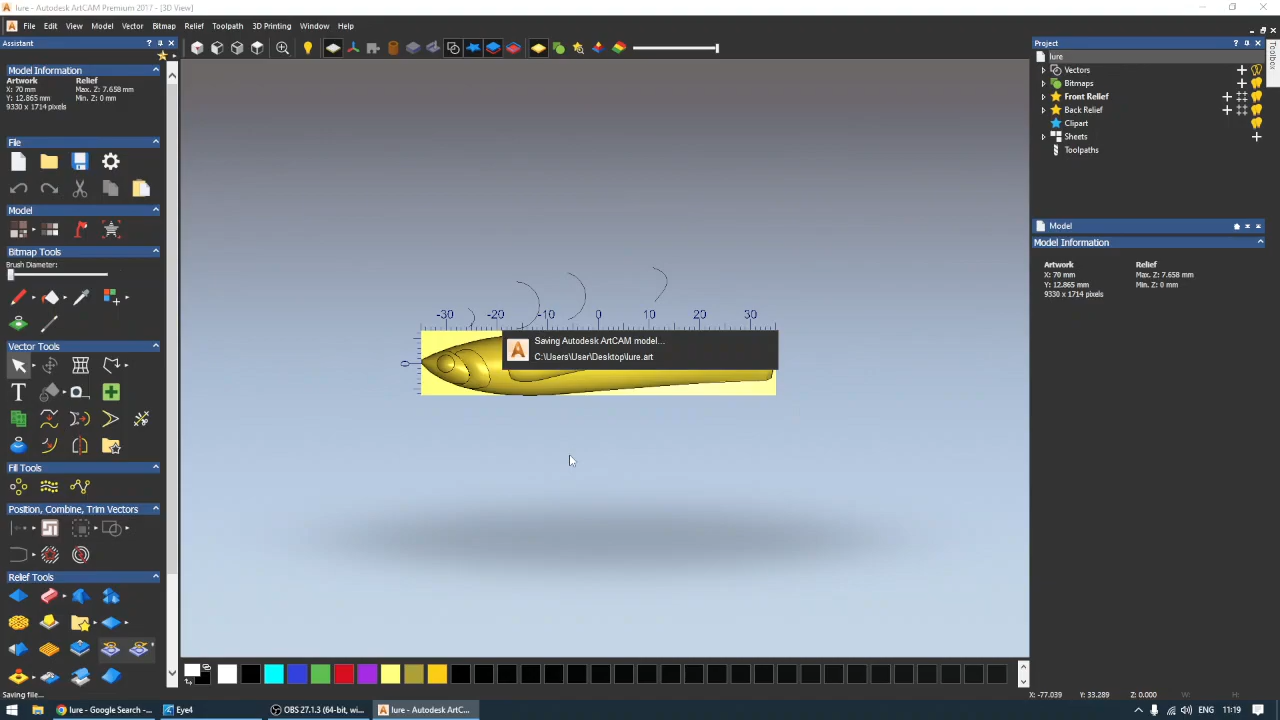 lure - Autodesk ArtCAM Premium 2017 - [3D View]
File Edit View Model Vector Bitmap Relief Toolpath 3D Printing Window Help
Assistant
Model Information
Artwork Relief
X: 70 mm Max. Z: 7.658 mm
Y: 12.865 mm Min. Z: 0 mm
9330 x 1714 pixels
File
Model
Bitmap Tools
Brush Diameter:
Vector Tools
Fill Tools
Position, Combine, Trim Vectors
Relief Tools
Saving file...
-30 -20 -10 0 10 20 30
0
Saving Autodesk ArtCAM model...
C:\Users\User\Desktop\lure.art
Project
lure
Vectors
Bitmaps
Front Relief
Back Relief
Clipart
Sheets
Toolpaths
Toolbox
Model
Model Information
Artwork Relief
X: 70 mm Max. Z: 7.658 mm
Y: 12.865 mm Min. Z: 0 mm
9330 x 1714 pixels
X: -77.039 Y: 33.289 Z: 0.000 W: H:
lure - Google Search -...
Eye4
OBS 27.1.3 (64-bit, wi...
lure - Autodesk ArtC...
ENG 11:19